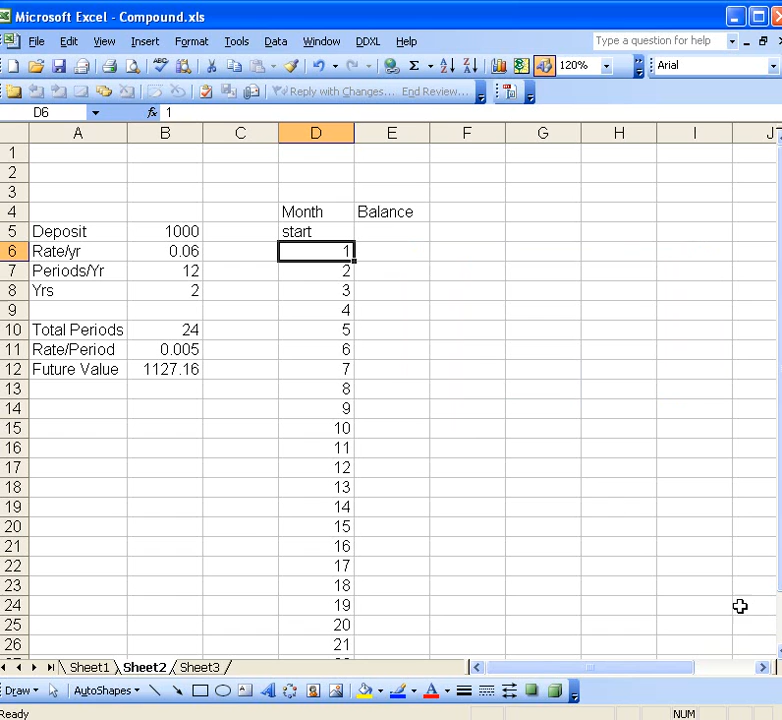 Microsoft Excel - Compound.xls
File Edit View Insert Format Tools Data Window DDXL Help Type a question for help
Σ 120% Arial
Reply with Changes... End Review...
D6 fx 1
A B C D E F G H I J
1
2
3
4 Month Balance
5 Deposit 1000 start
6 Rate/yr 0.06 1
7 Periods/Yr 12 2
8 Yrs 2 3
9 4
10 Total Periods 24 5
11 Rate/Period 0.005 6
12 Future Value 1127.16 7
13 8
14 9
15 10
16 11
17 12
18 13
19 14
20 15
21 16
22 17
23 18
24 19
25 20
26 21
Sheet1 Sheet2 Sheet3
Draw AutoShapes A A
Ready NUM